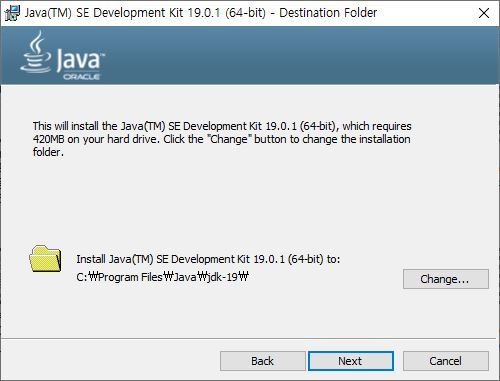 Java(TM) SE Development Kit 19.0.1 (64-bit) - Destination Folder
Java™
ORACLE
This will install the Java(TM) SE Development Kit 19.0.1 (64-bit), which requires
420MB on your hard drive. Click the "Change" button to change the installation
folder.
Install Java(TM) SE Development Kit 19.0.1 (64-bit) to:
C:₩Program Files₩Java₩jdk-19₩
Change...
Back
Next
Cancel